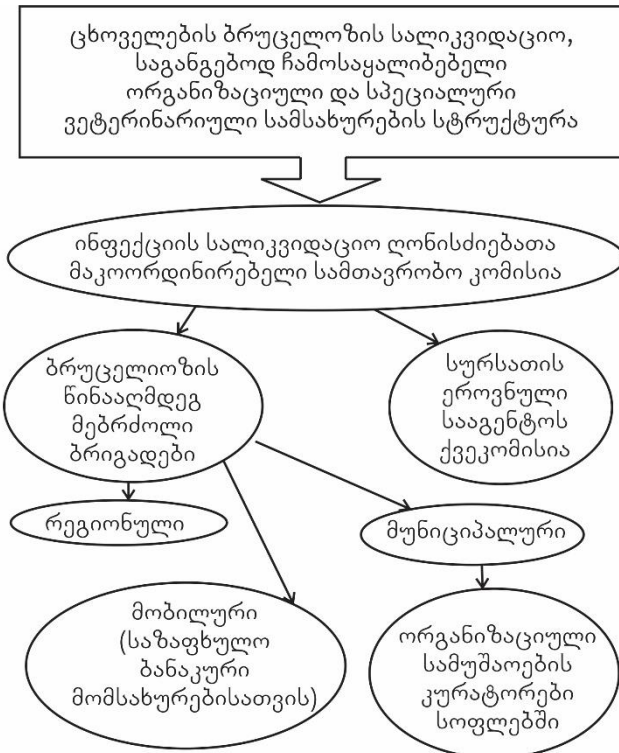 ცხოველების ბრუცელოზის სალიკვიდაციო,
საგანგებოდ ჩამოსაყალიბებელი
ორგანიზაციული და სპეციალური
ვეტერინარიული სამსახურების სტრუქტურა
ინფექციის სალიკვიდაციო ღონისძიებათა
მაკოორდინირებელი სამთავრობო კომისია
ბრუცელიოზის
წინააღმდეგ
მებრძოლი
ბრიგადები
სურსათის
ეროვნული
სააგენტოს
ქვეკომისია
რეგიონული
მუნიციპალური
მობილური
(საზაფხულო
ბანაკური
მომსახურებისათვის)
ორგანიზაციული
სამუშაოების
კურატორები
სოფლებში